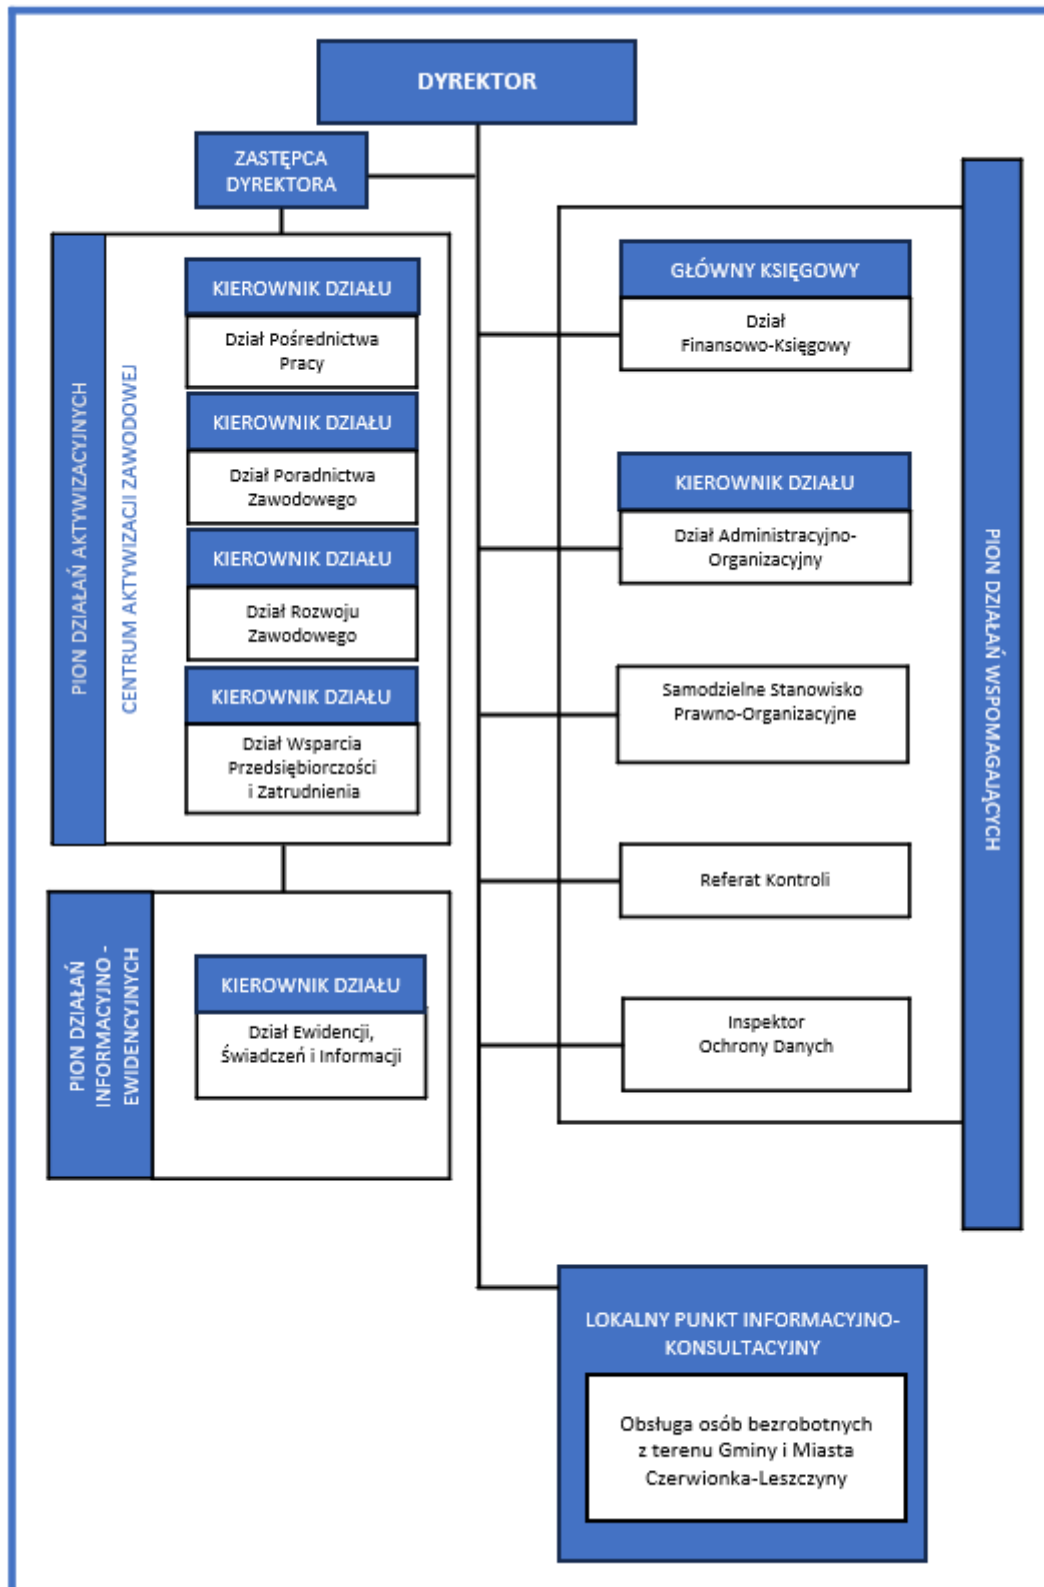 DYREKTOR
ZASTĘPCA
DYREKTORA
PION DZIAŁAŃ AKTYWIZACYJNYCH
CENTRUM AKTYWIZACJI ZAWODOWEJ
KIEROWNIK DZIAŁU
Dział Pośrednictwa
Pracy
KIEROWNIK DZIAŁU
Dział Poradnictwa
Zawodowego
KIEROWNIK DZIAŁU
Dział Rozwoju
Zawodowego
KIEROWNIK DZIAŁU
Dział Wsparcia
Przedsiębiorczości
i Zatrudnienia
PION DZIAŁAŃ
INFORMACYJNO -
EWIDENCYJNYCH
KIEROWNIK DZIAŁU
Dział Ewidencji,
Świadczeń i Informacji
PION DZIAŁAŃ WSPOMAGAJĄCYCH
GŁÓWNY KSIĘGOWY
Dział
Finansowo-Księgowy
KIEROWNIK DZIAŁU
Dział Administracyjno-
Organizacyjny
Samodzielne Stanowisko
Prawno-Organizacyjne
Referat Kontroli
Inspektor
Ochrony Danych
LOKALNY PUNKT INFORMACYJNO-
KONSULTACYJNY
Obsługa osób bezrobotnych
z terenu Gminy i Miasta
Czerwionka-Leszczyny